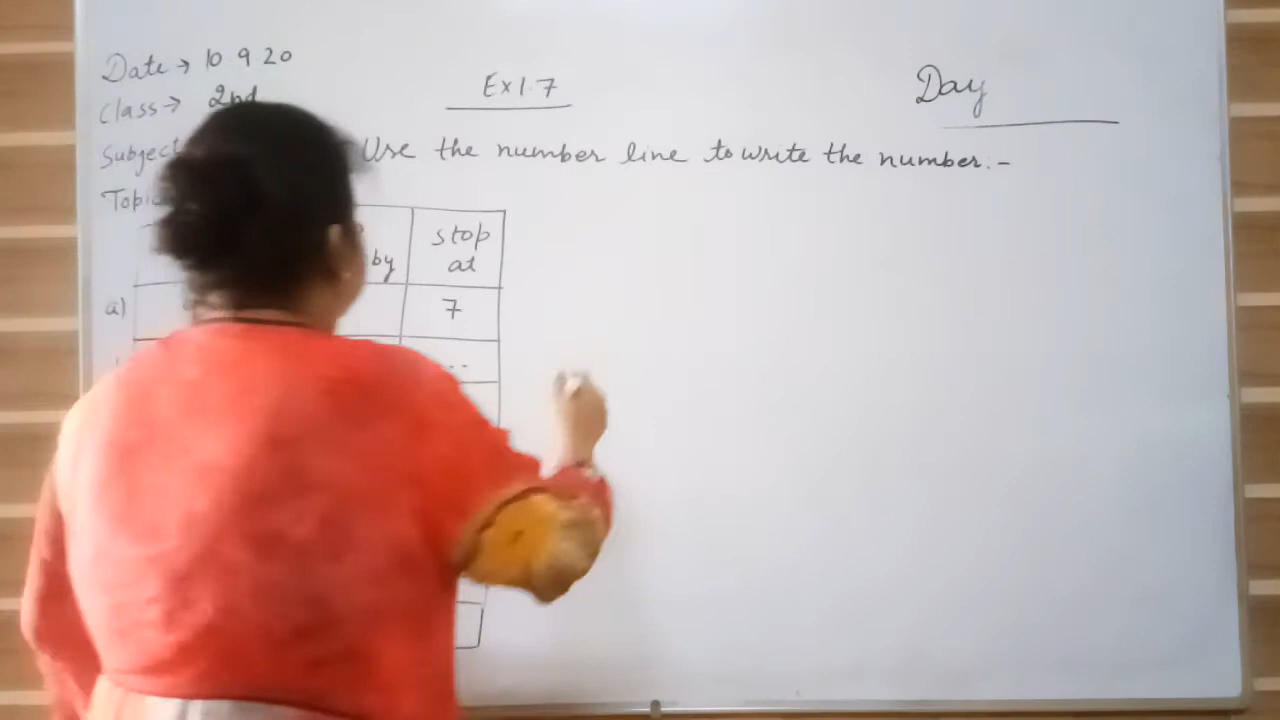 Date → 10 9 20
Class → 2nd
Ex 1.7
Day
Subject
Use the number line to write the number.-
Topic
by
stop
at
a)
7